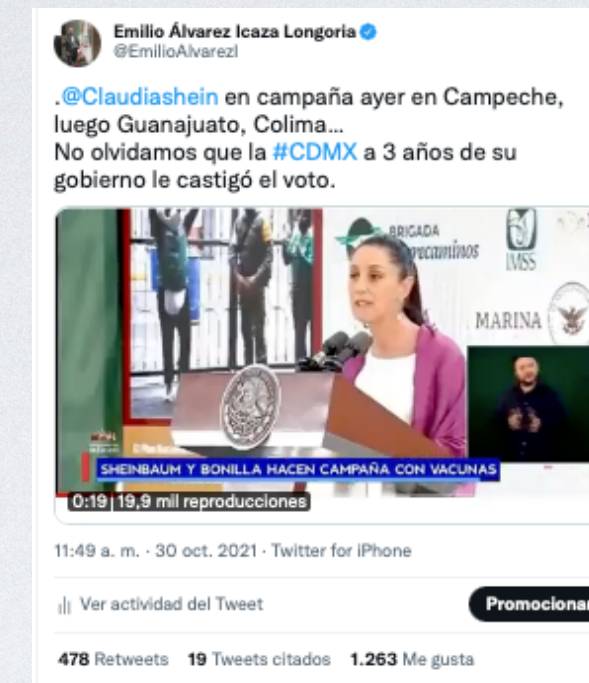 Emilio Álvarez Icaza Longoria
@EmilioAlvarezI
.@Claudiashein en campaña ayer en Campeche,
luego Guanajuato, Colima...
No olvidamos que la #CDMX a 3 años de su
gobierno le castigó el voto.
BRIGADA
IMSS
MARINA
SHEINBAUM Y BONILLA HACEN CAMPAÑA CON VACUNAS
0:19 | 19,9 mil reproducciones
11:49 a. m. · 30 oct. 2021 · Twitter for iPhone
Ver actividad del Tweet
Promocionar
478 Retweets 19 Tweets citados 1.263 Me gusta